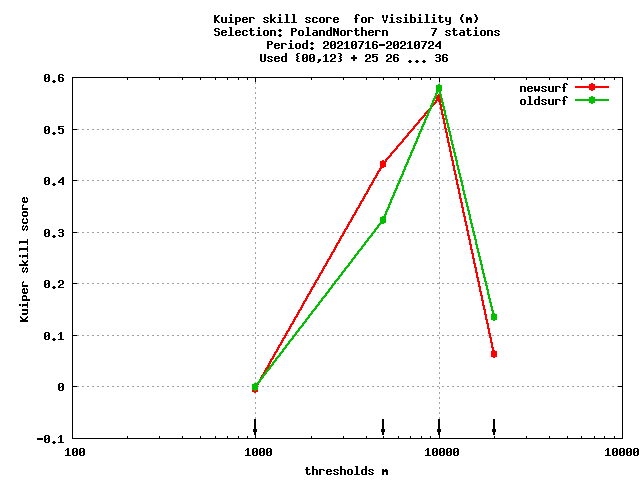 Kuiper skill score  for Visibility (m)
Selection: PolandNorthern      7 stations
Period: 20210716-20210724
Used {00,12} + 25 26 ... 36
newsurf
oldsurf
0.6
0.5
0.4
0.3
0.2
0.1
0
-0.1
Kuiper skill score
100
1000
10000
10000
thresholds m